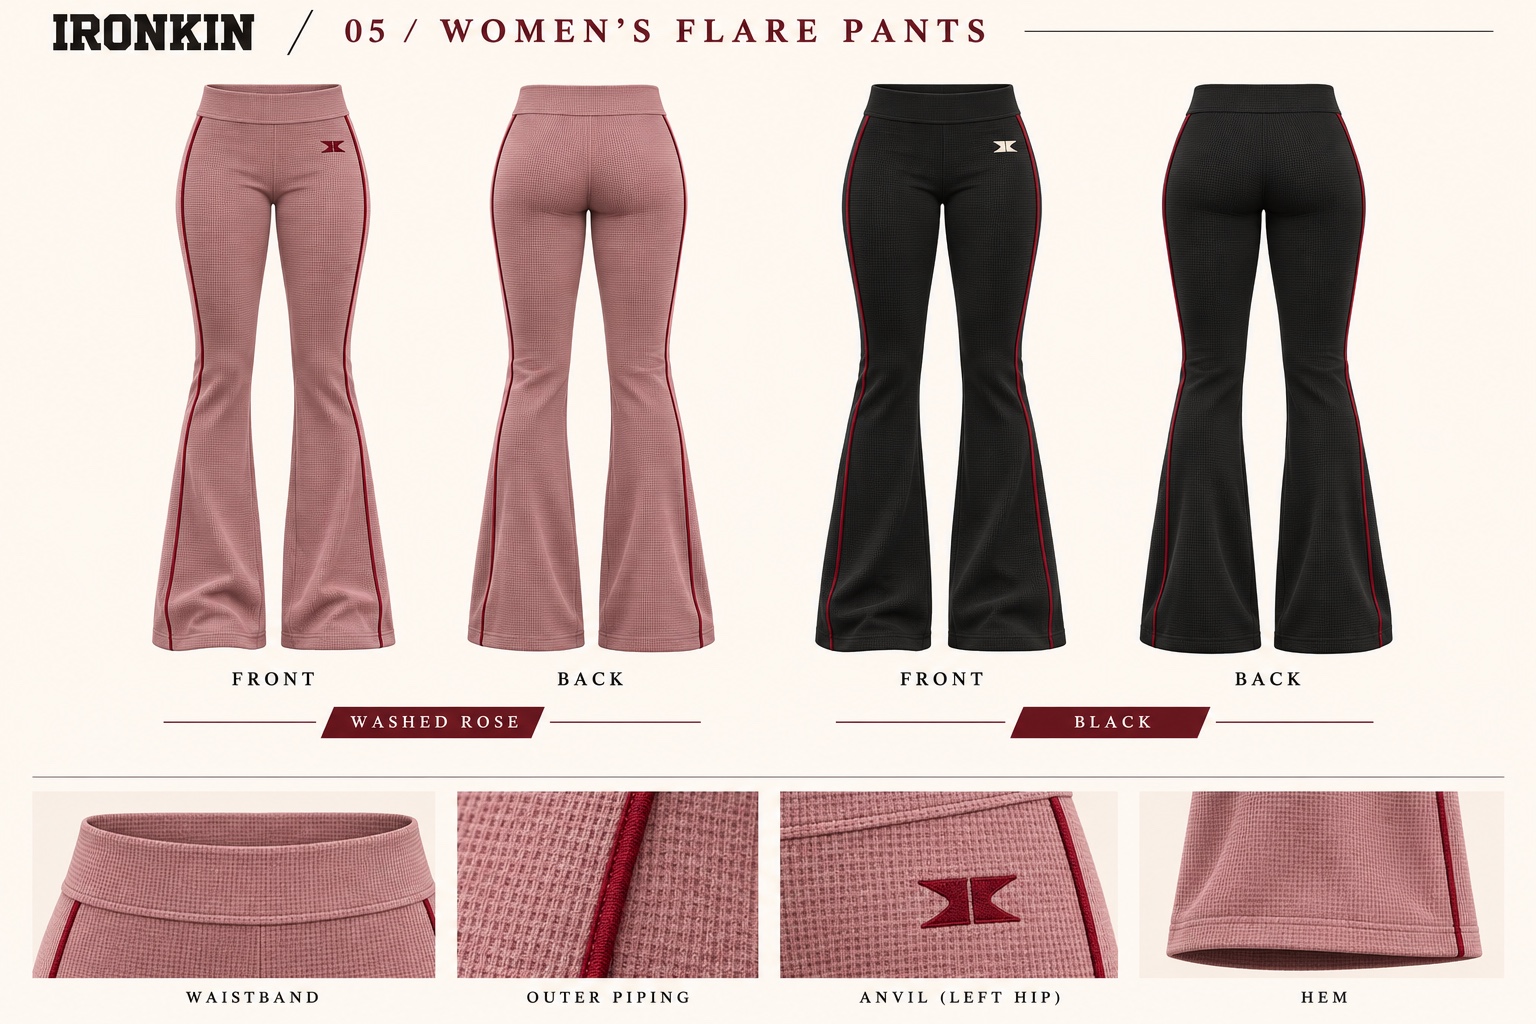 IRONKIN / 05 / WOMEN’S FLARE PANTS
FRONT
BACK
FRONT
BACK
WASHED ROSE
BLACK
WAISTBAND
OUTER PIPING
ANVIL (LEFT HIP)
HEM